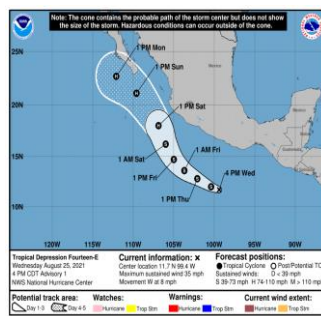 Note: The cone contains the probable path of the storm center but does not
show the size of the storm. Hazardous conditions can occur outside of the cone.
25N
20N
15N
10N
1 PM Mon
1 PM Sun
1 PM Sat
1 AM Sat
1 AM Fri
1 PM Fri
4 PM Wed
1 PM Thu
H
H
H
S
S
S
S
S
Mexico
120W 115W 110W 105W 100W 95W 90W
Tropical Depression Fourteen-E
Wednesday August 25, 2021
4 PM CDT Advisory 1
NWS National Hurricane Center
Current information: x
Center location 11.7 N 99.4 W
Maximum sustained wind 35 mph
Movement W at 8 mph
Forecast positions:
Tropical Cyclone Post/Potential TC
Sustained winds: D < 39 mph
S 39-73 mph H 74-110 mph M > 110 mph
Potential track area:
Day 1-3 Day 4-5
Watches:
Hurricane Trop Stm
Warnings:
Hurricane Trop Stm
Current wind extent:
Hurricane Trop Stm